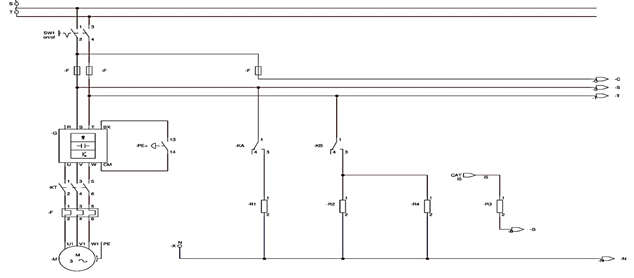 S
T
SW1
on/off
1 3
2 4
-F -F -F
-C
-S
-T
R S T SX
-G
U V W CM
-PE+
13
14
-KA
1
4 3
-KB
1
4 3
-KT
1 3 5
2 4 6
-F
1 3 5
2 4 6
-R1
1
2
-R2
1
2
-R4
1
2
CAT
15
-R3
1
2
-G
U1 V1 W1 PE
-M
M
3
N
-X
-N